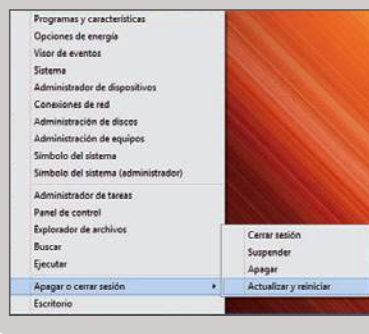 Programas y características
Opciones de energía
Visor de eventos
Sistema
Administrador de dispositivos
Conexiones de red
Administración de discos
Administración de equipos
Símbolo del sistema
Símbolo del sistema (administrador)
Administrador de tareas
Panel de control
Explorador de archivos
Buscar
Ejecutar
Apagar o cerrar sesión
Escritorio
Cerrar sesión
Suspender
Apagar
Actualizar y reiniciar